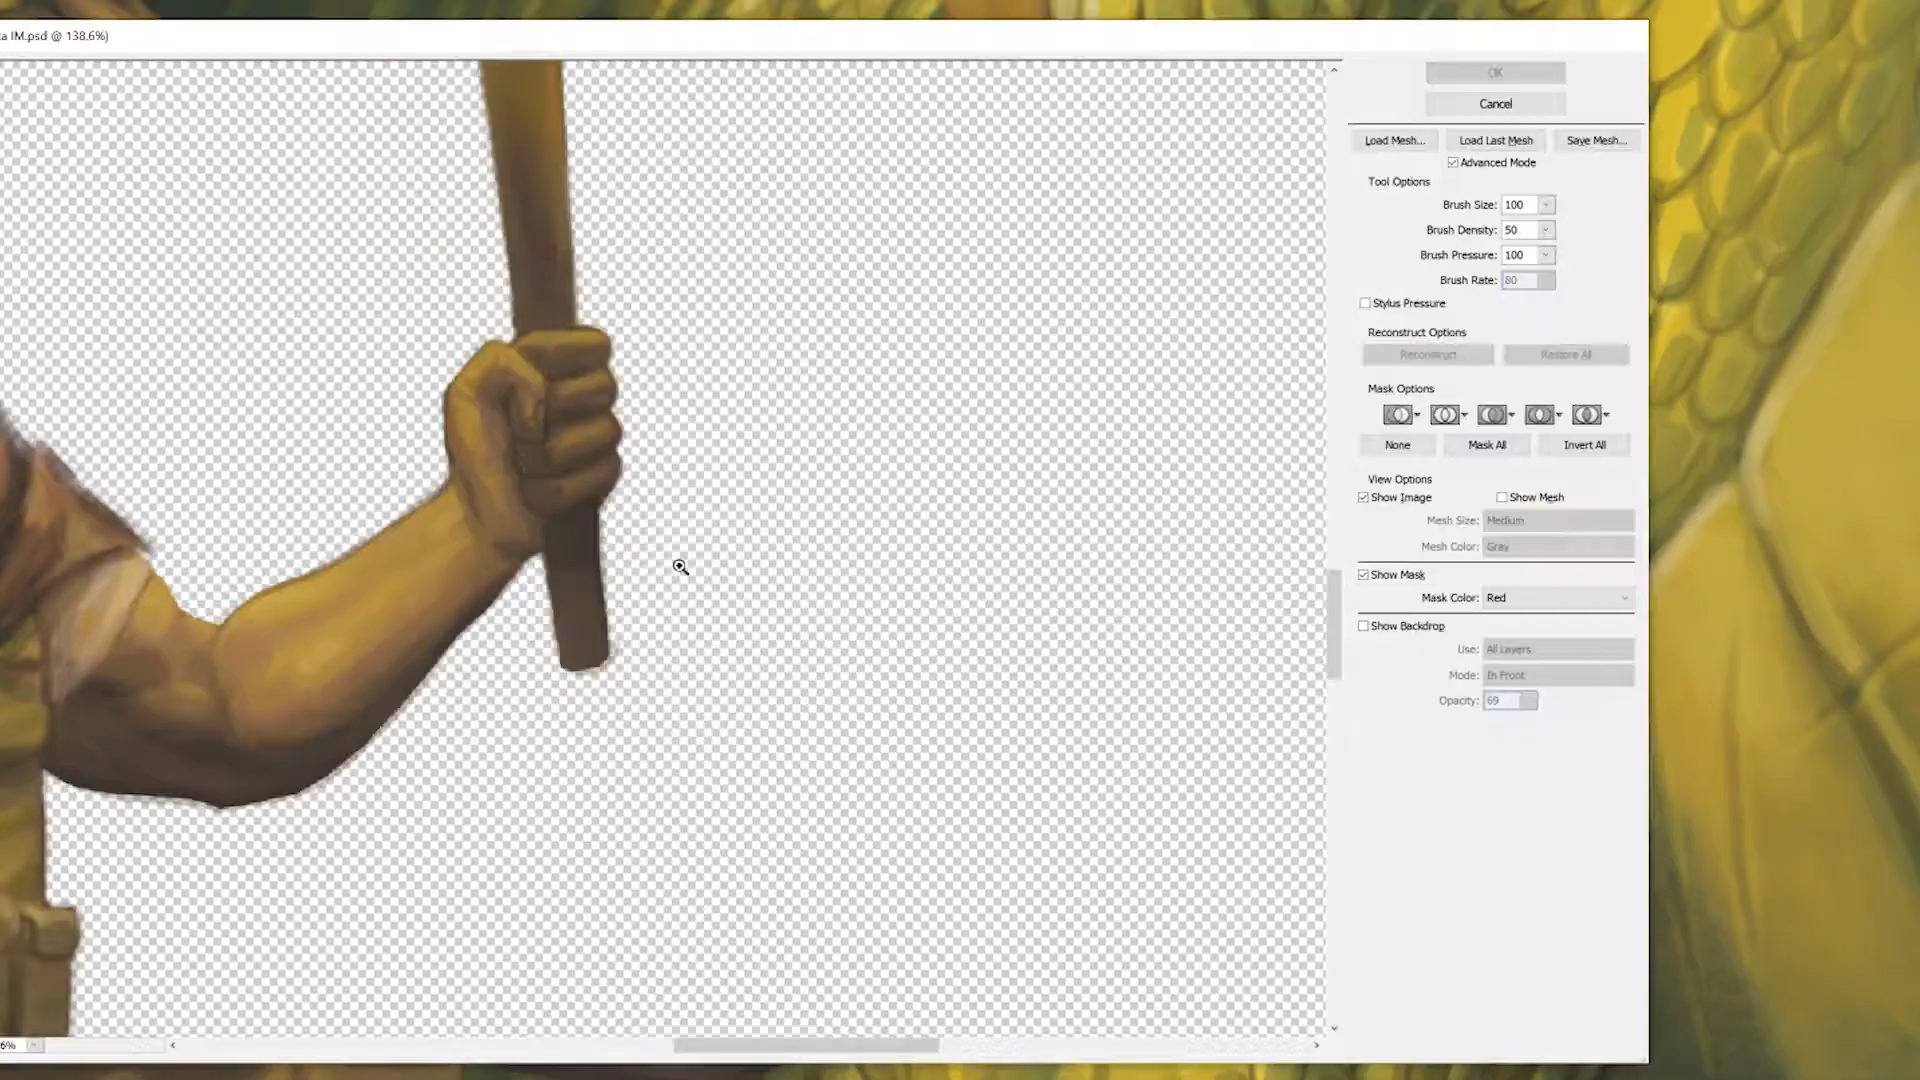 a IM.psd @ 138.6%)
OK
Cancel
Load Mesh... Load Last Mesh Save Mesh...
Advanced Mode
Tool Options
Brush Size: 100
Brush Density: 50
Brush Pressure: 100
Brush Rate: 80
Stylus Pressure
Reconstruct Options
Reconstruct Restore All
Mask Options
None Mask All Invert All
View Options
Show Image Show Mesh
Mesh Size: Medium
Mesh Color: Gray
Show Mask
Mask Color: Red
Show Backdrop
Use: All Layers
Mode: In Front
Opacity: 69
6%